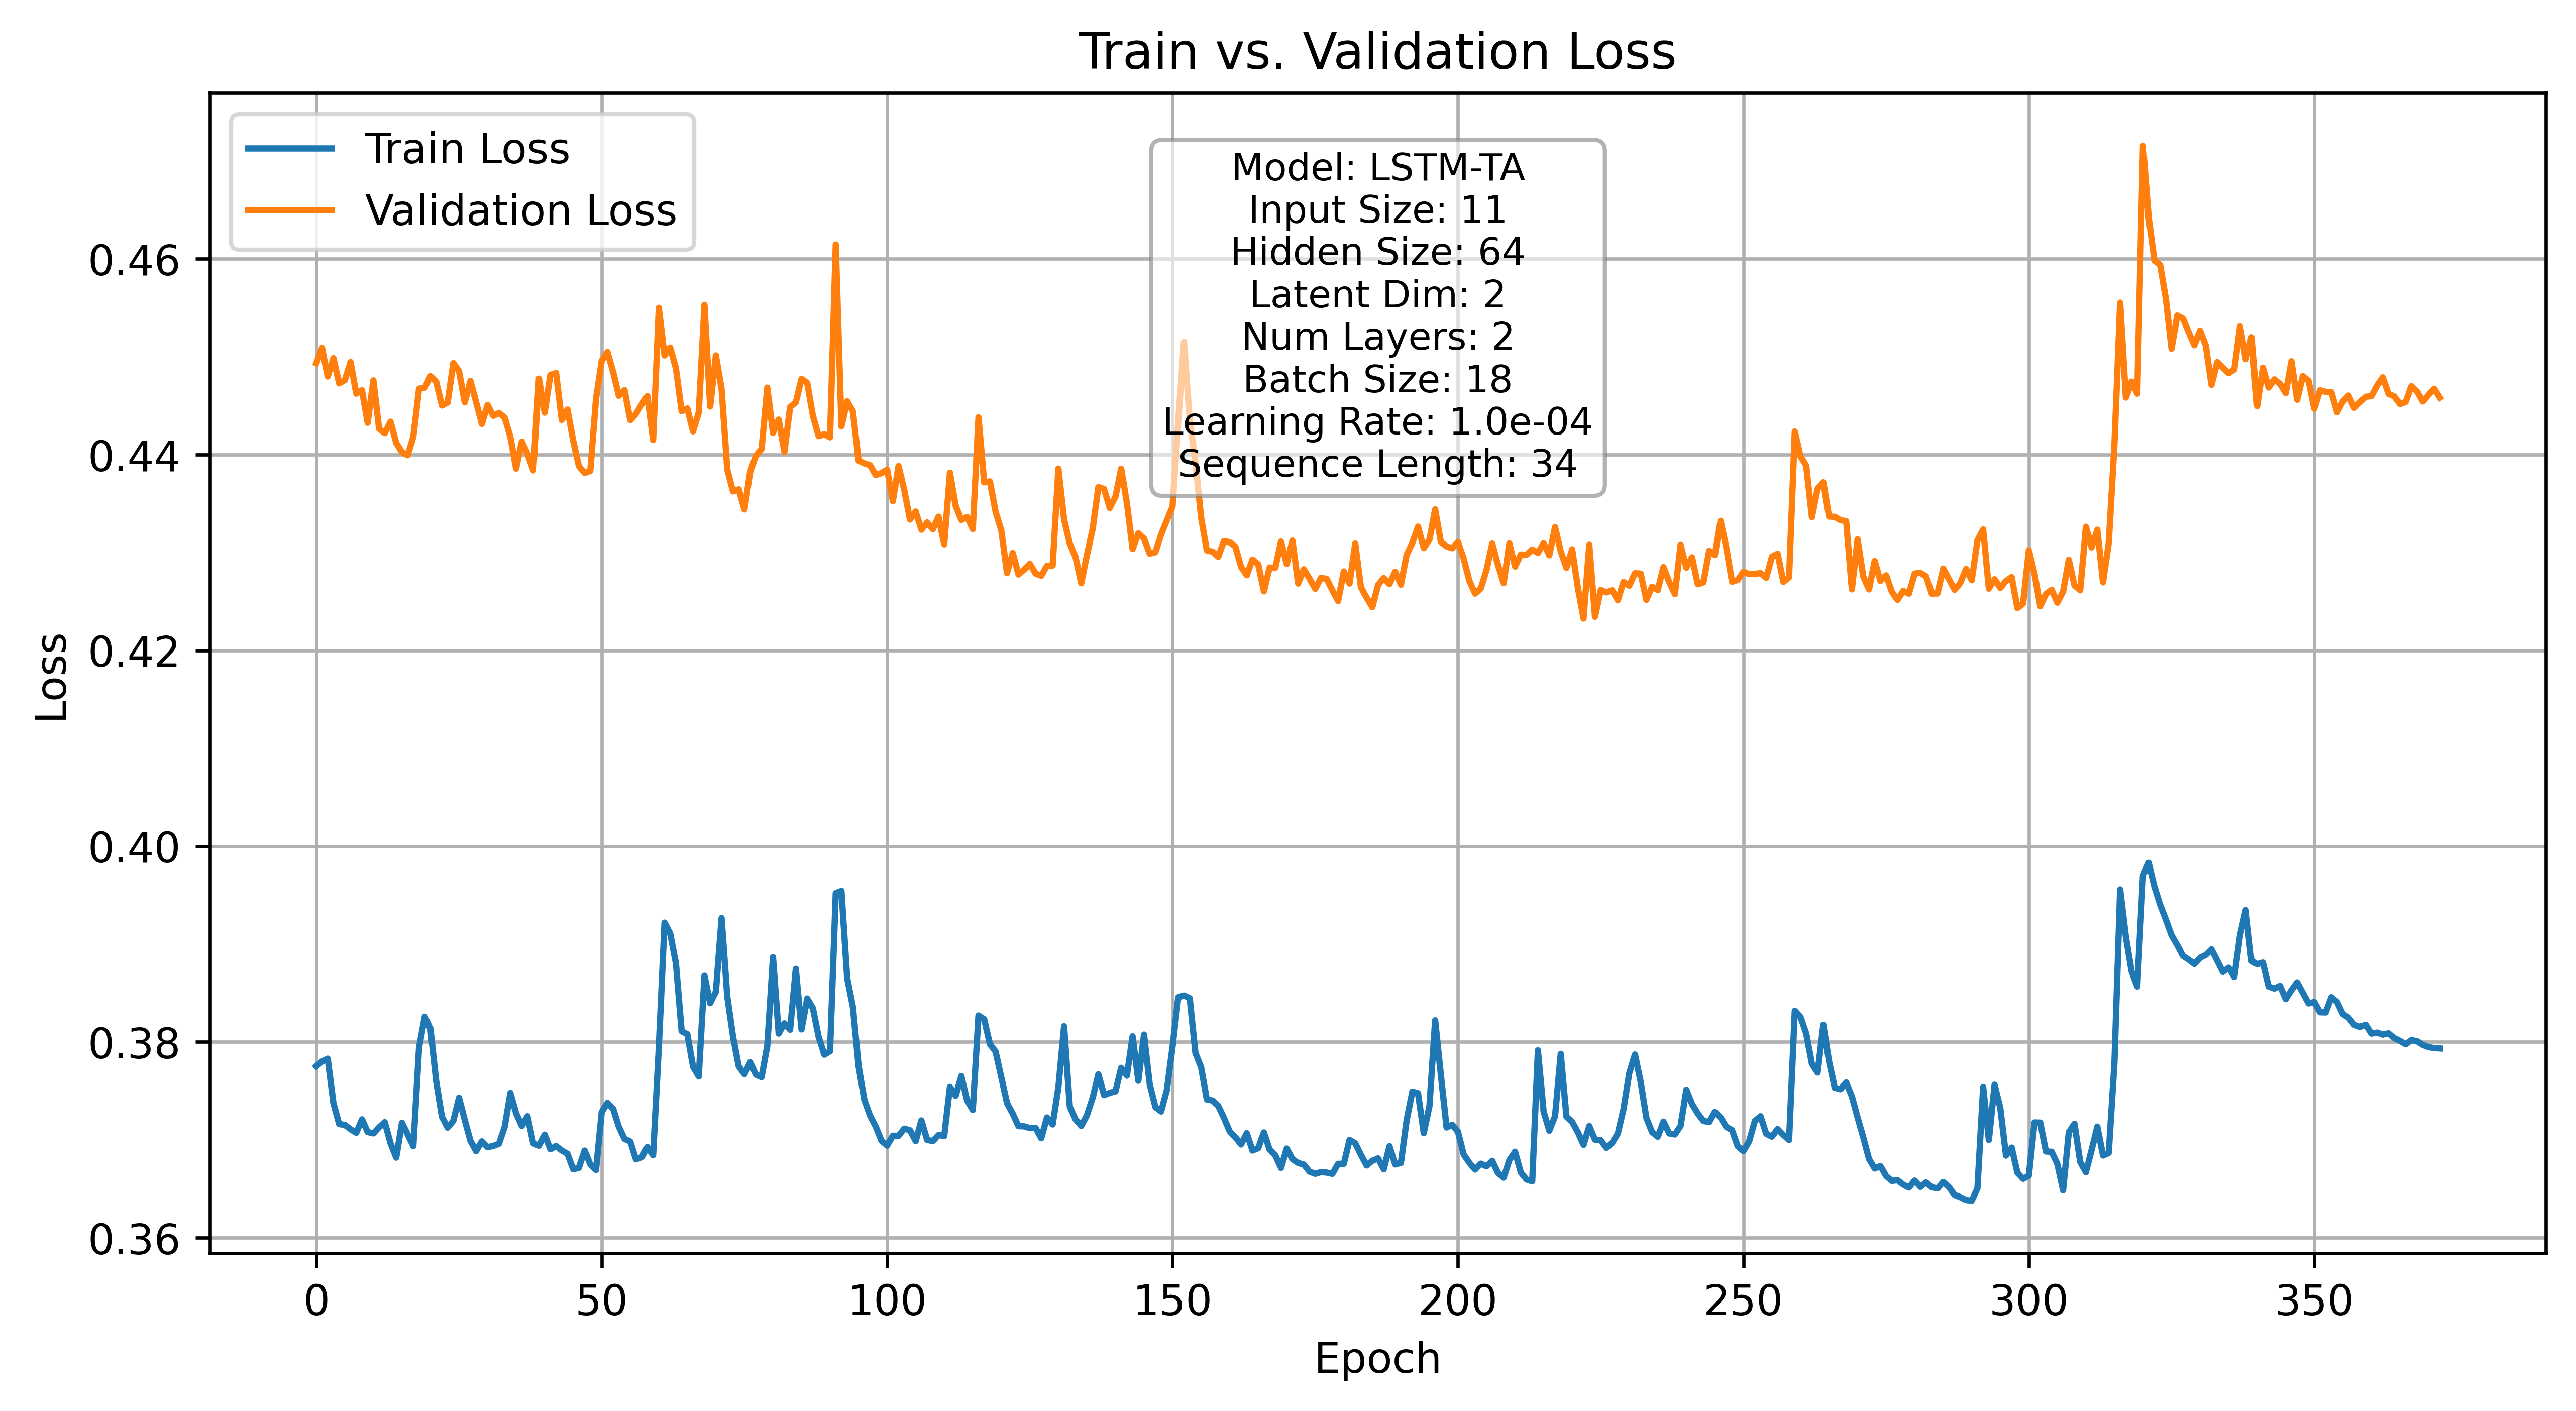 Train vs. Validation Loss
Train Loss
Validation Loss
Model: LSTM-TA
Input Size: 11
Hidden Size: 64
Latent Dim: 2
Num Layers: 2
Batch Size: 18
Learning Rate: 1.0e-04
Sequence Length: 34
Loss
0.46
0.44
0.42
0.40
0.38
0.36
0 50 100 150 200 250 300 350
Epoch